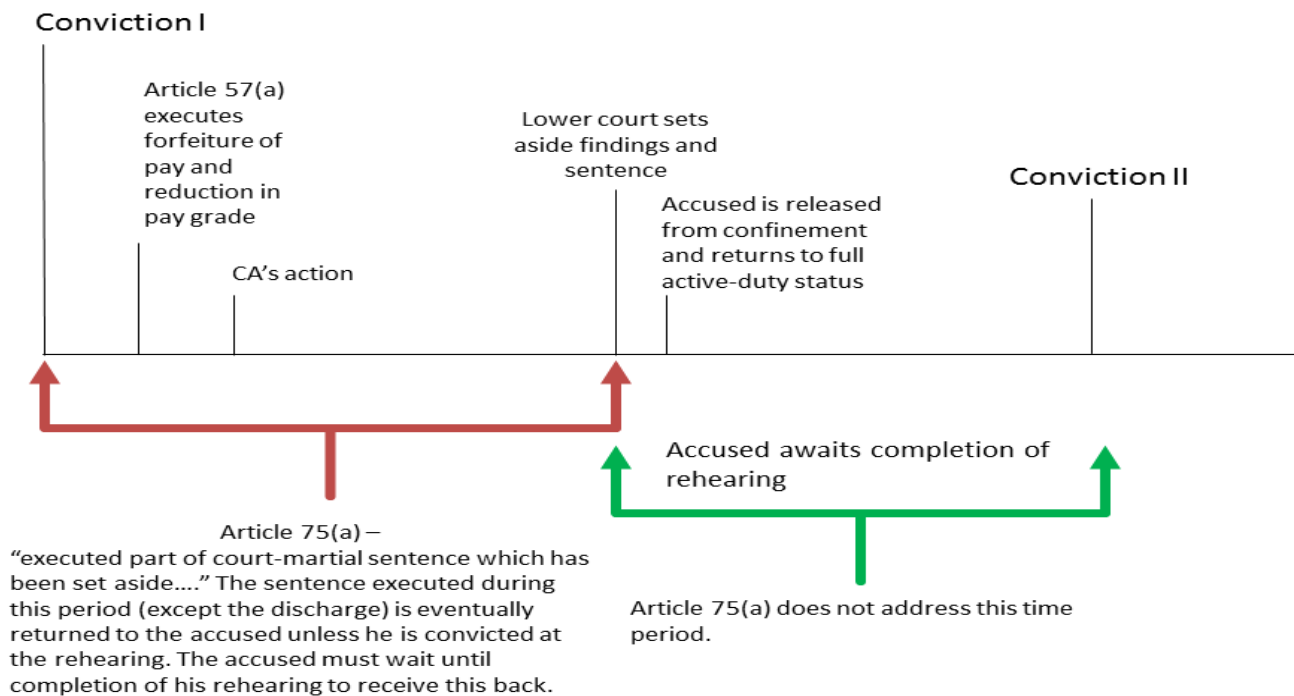 Conviction I
Article 57(a)
executes
forfeiture of
pay and
reduction in
pay grade
CA's action
Lower court sets
aside findings and
sentence
Accused is released
from confinement
and returns to full
active-duty status
Conviction II
Accused awaits completion of
rehearing
Article 75(a) –
“executed part of court-martial sentence which has
been set aside....” The sentence executed during
this period (except the discharge) is eventually
returned to the accused unless he is convicted at
the rehearing. The accused must wait until
completion of his rehearing to receive this back.
Article 75(a) does not address this time
period.